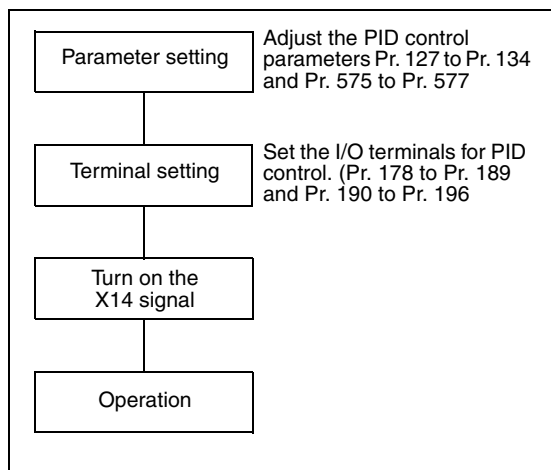 Parameter setting
Adjust the PID control
parameters Pr. 127 to Pr. 134
and Pr. 575 to Pr. 577
Terminal setting
Set the I/O terminals for PID
control. (Pr. 178 to Pr. 189
and Pr. 190 to Pr. 196
Turn on the
X14 signal
Operation